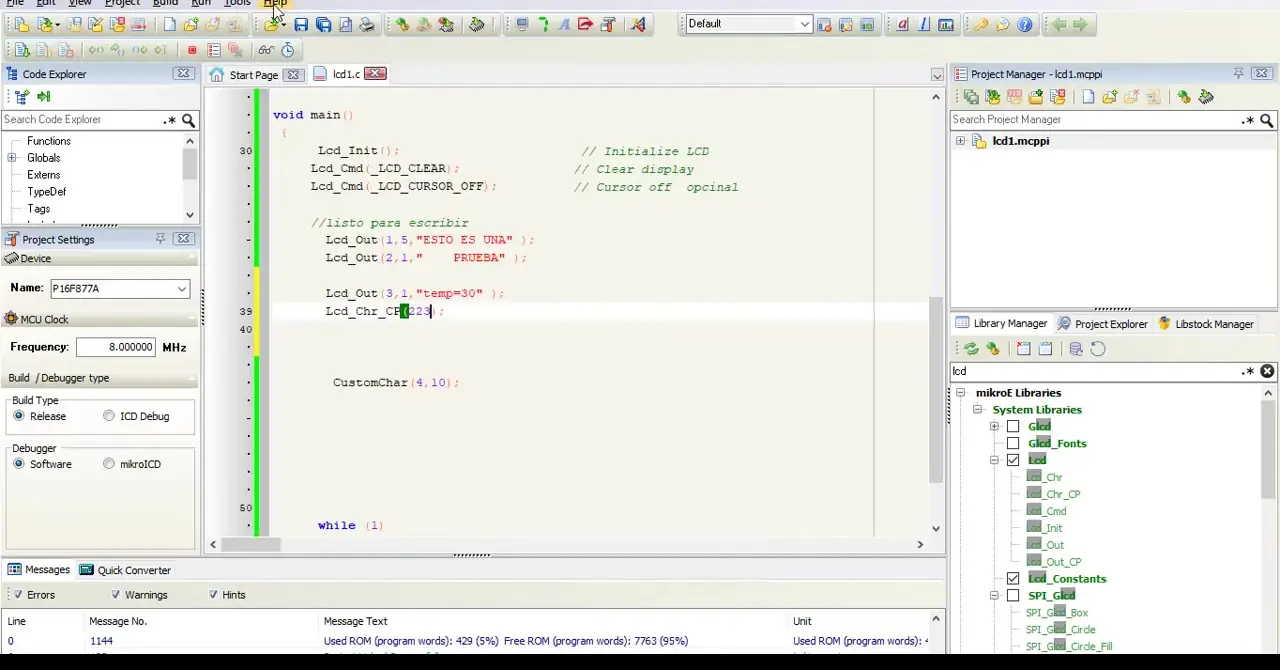 File Edit View Project Build Run Tools Help
Default
Code Explorer
Start Page
lcd1.c
Project Manager - lcd1.mcppi
Search Code Explorer
.*
Search Project Manager
.*
Functions
Globals
Externs
TypeDef
Tags
lcd1.mcppi
void main()
{
30 Lcd_Init(); // Initialize LCD
Lcd_Cmd(_LCD_CLEAR); // Clear display
Lcd_Cmd(_LCD_CURSOR_OFF); // Cursor off opcinal
//listo para escribir
Lcd_Out(1,5,"ESTO ES UNA" );
Lcd_Out(2,1,"    PRUEBA" );
Lcd_Out(3,1,"temp=30" );
39 Lcd_Chr_CP(223);
40
CustomChar(4,10);
50
while (1)
Project Settings
Device
Name: P16F877A
MCU Clock
Frequency: 8.000000 MHz
Build / Debugger type
Build Type
Release ICD Debug
Debugger
Software mikroICD
Library Manager Project Explorer Libstock Manager
lcd .*
mikroE Libraries
System Libraries
Glcd
Glcd_Fonts
Lcd
Lcd_Chr
Lcd_Chr_CP
Lcd_Cmd
Lcd_Init
Lcd_Out
Lcd_Out_CP
Lcd_Constants
SPI_Glcd
SPI_Glcd_Box
SPI_Glcd_Circle
SPI_Glcd_Circle_Fill
Messages Quick Converter
Errors Warnings Hints
Line Message No. Message Text Unit
0 1144 Used ROM (program words): 429 (5%) Free ROM (program words): 7763 (95%) Used ROM (program words):